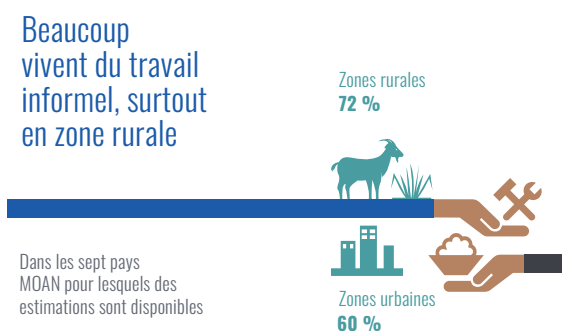 Beaucoup
vivent du travail
informel, surtout
en zone rurale
Zones rurales
72 %
Dans les sept pays
MOAN pour lesquels des
estimations sont disponibles
Zones urbaines
60 %